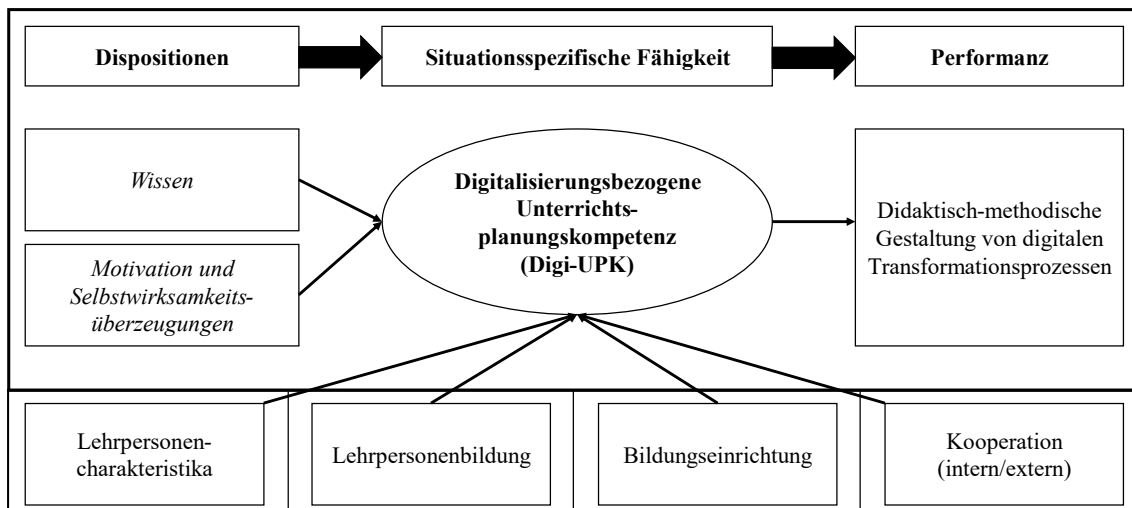 Dispositionen
Situationsspezifische Fähigkeit
Performanz
Wissen
Motivation und
Selbstwirksamkeits-
überzeugungen
Digitalisierungsbezogene
Unterrichts-
planungskompetenz
(Digi-UPK)
Didaktisch-methodische
Gestaltung von digitalen
Transformationsprozessen
Lehrpersonen-
charakteristika
Lehrpersonenbildung
Bildungseinrichtung
Kooperation
(intern/extern)